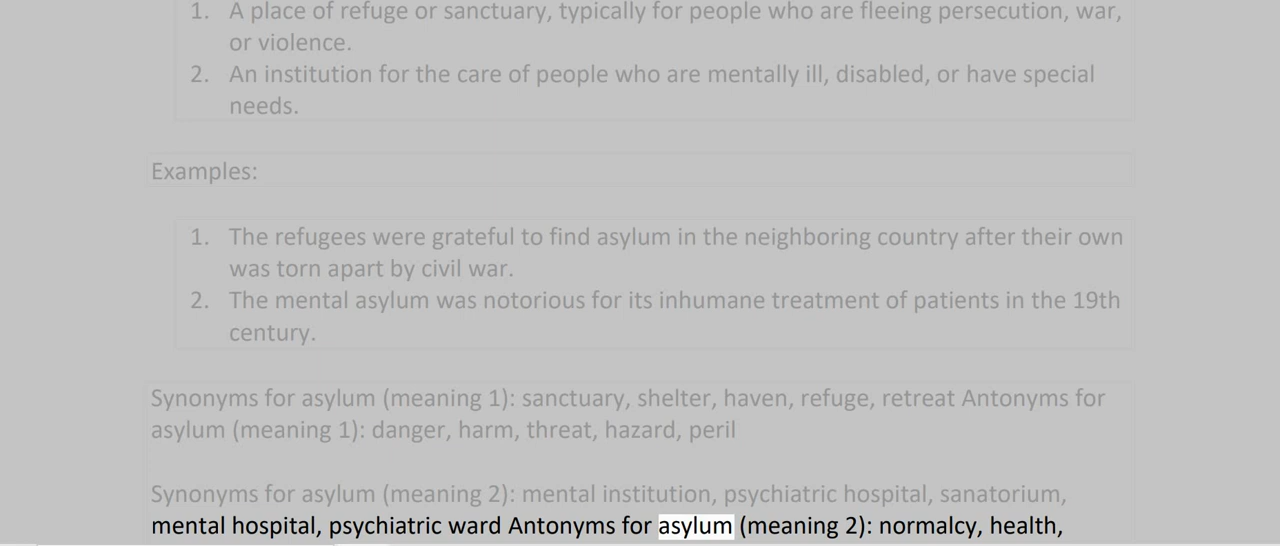 1. A place of refuge or sanctuary, typically for people who are fleeing persecution, war,
or violence.
2. An institution for the care of people who are mentally ill, disabled, or have special
needs.
Examples:
1. The refugees were grateful to find asylum in the neighboring country after their own
was torn apart by civil war.
2. The mental asylum was notorious for its inhumane treatment of patients in the 19th
century.
Synonyms for asylum (meaning 1): sanctuary, shelter, haven, refuge, retreat Antonyms for
asylum (meaning 1): danger, harm, threat, hazard, peril
Synonyms for asylum (meaning 2): mental institution, psychiatric hospital, sanatorium,
mental hospital, psychiatric ward Antonyms for asylum (meaning 2): normalcy, health,